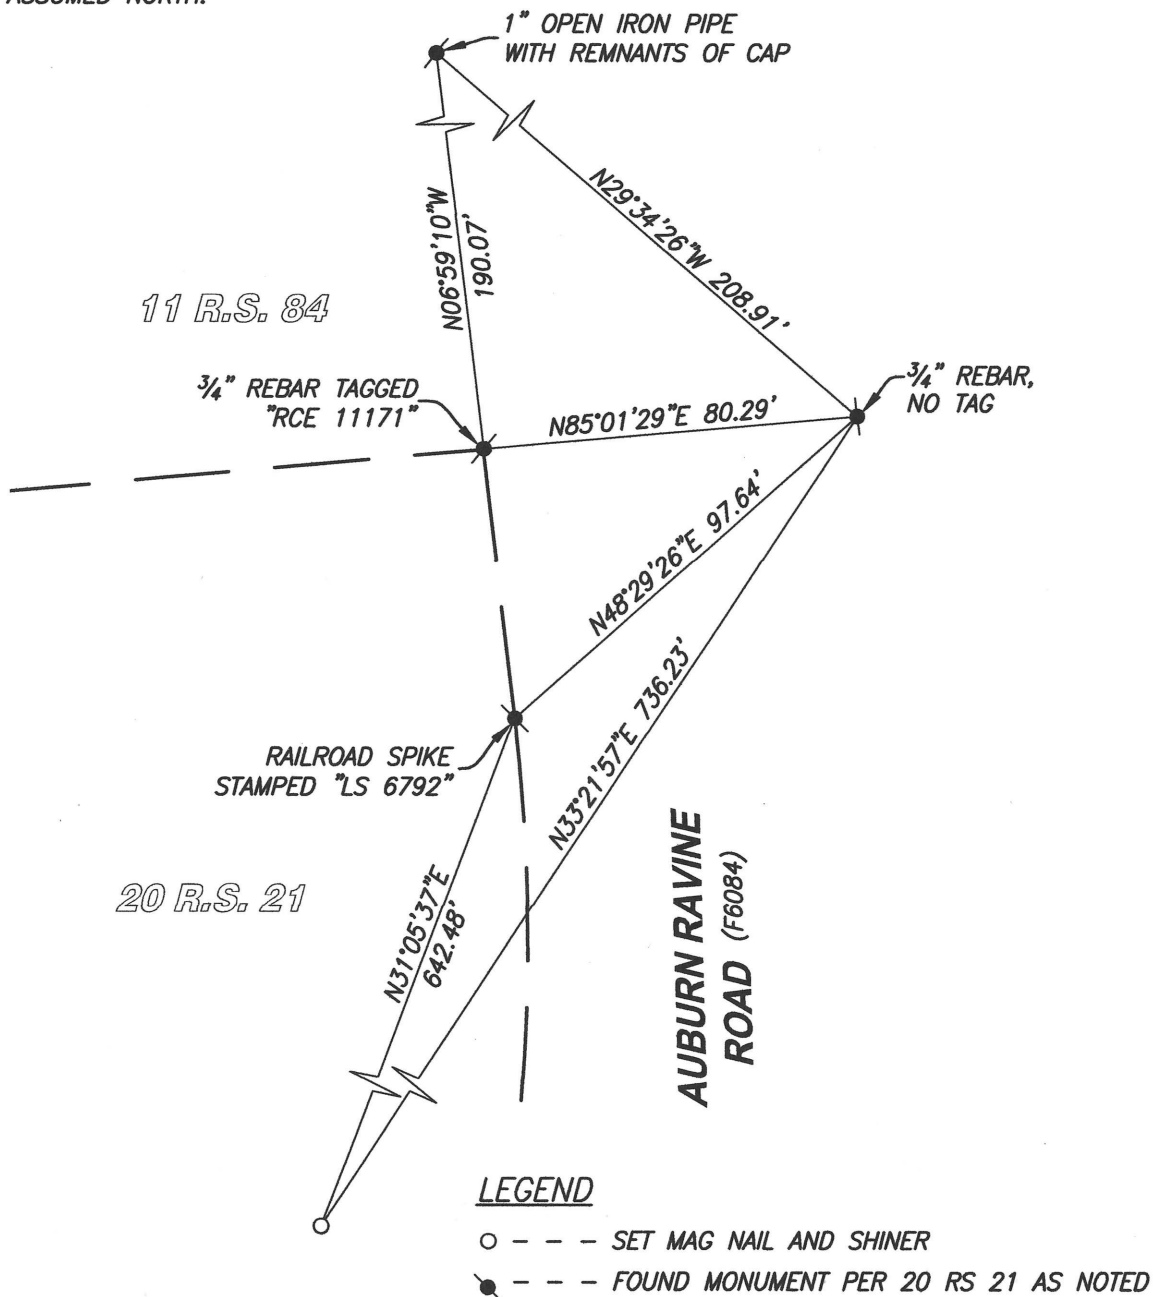 ASSUMED NORTH.
1" OPEN IRON PIPE
WITH REMNANTS OF CAP
N29°34'26"W 208.91'
N06°59'10"W
190.07'
11 R.S. 84
3/4" REBAR TAGGED
"RCE 11171"
3/4" REBAR,
NO TAG
N85°01'29"E 80.29'
N48°29'26"E 97.64'
N33°21'57"E 736.23'
RAILROAD SPIKE
STAMPED "LS 6792"
20 R.S. 21
N31°05'37"E
642.48'
AUBURN RAVINE
ROAD (F6084)
LEGEND
SET MAG NAIL AND SHINER
FOUND MONUMENT PER 20 RS 21 AS NOTED